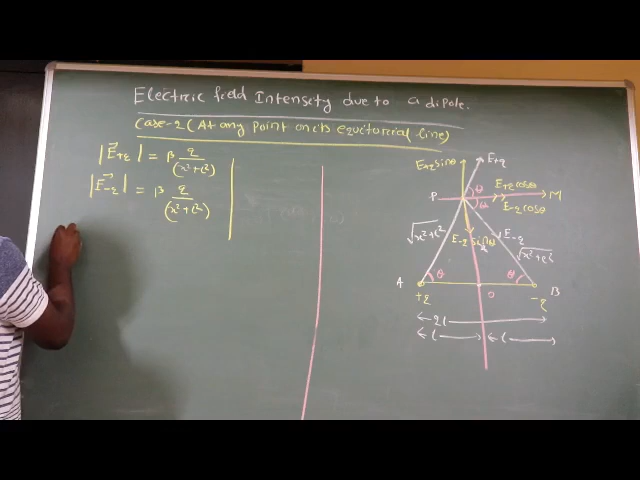 Electric field Intensity due to a dipole.
Case-2 (At any point on its equitorial line)
|E⃗+q| = β q/(x²+l²)
|E⃗-q| = β q/(x²+l²)
E+q sinθ
E+q
P
θ
E+q cosθ
M
θ
E-q cosθ
√x²+l²
E-q sinθ
E-q
√x²+l²
A
θ
θ
B
+q
O
-q
2l
l
l